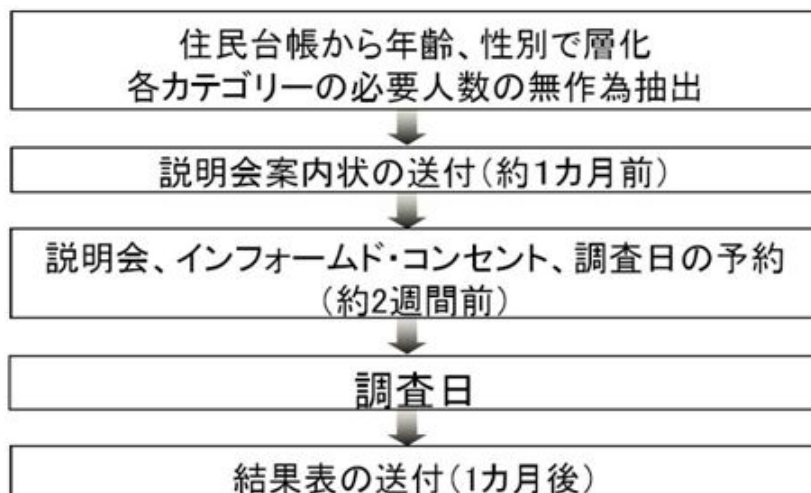 住民台帳から年齢、性別で層化
各カテゴリーの必要人数の無作為抽出
説明会案内状の送付(約1カ月前)
説明会、インフォームド・コンセント、調査日の予約
(約2週間前)
調査日
結果表の送付(1カ月後)